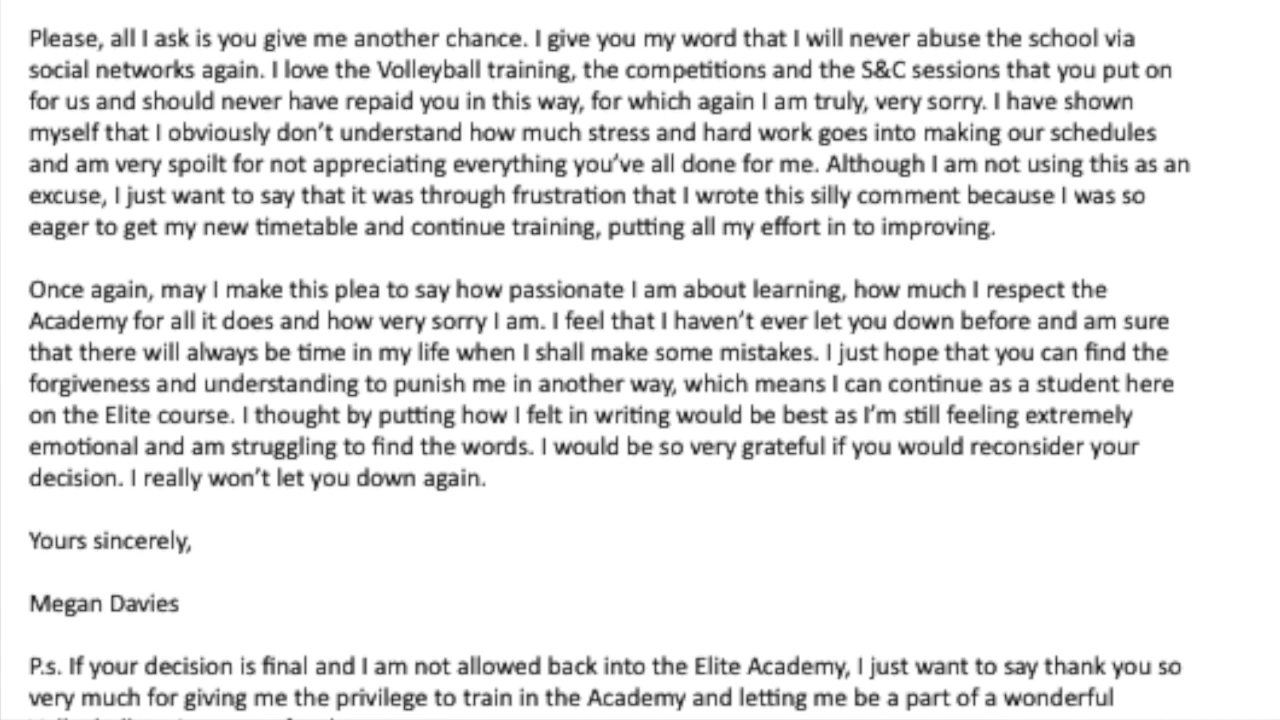 Please, all I ask is you give me another chance. I give you my word that I will never abuse the school via
social networks again. I love the Volleyball training, the competitions and the S&C sessions that you put on
for us and should never have repaid you in this way, for which again I am truly, very sorry. I have shown
myself that I obviously don't understand how much stress and hard work goes into making our schedules
and am very spoilt for not appreciating everything you've all done for me. Although I am not using this as an
excuse, I just want to say that it was through frustration that I wrote this silly comment because I was so
eager to get my new timetable and continue training, putting all my effort in to improving.
Once again, may I make this plea to say how passionate I am about learning, how much I respect the
Academy for all it does and how very sorry I am. I feel that I haven't ever let you down before and am sure
that there will always be time in my life when I shall make some mistakes. I just hope that you can find the
forgiveness and understanding to punish me in another way, which means I can continue as a student here
on the Elite course. I thought by putting how I felt in writing would be best as I'm still feeling extremely
emotional and am struggling to find the words. I would be so very grateful if you would reconsider your
decision. I really won't let you down again.
Yours sincerely,
Megan Davies
P.s. If your decision is final and I am not allowed back into the Elite Academy, I just want to say thank you so
very much for giving me the privilege to train in the Academy and letting me be a part of a wonderful